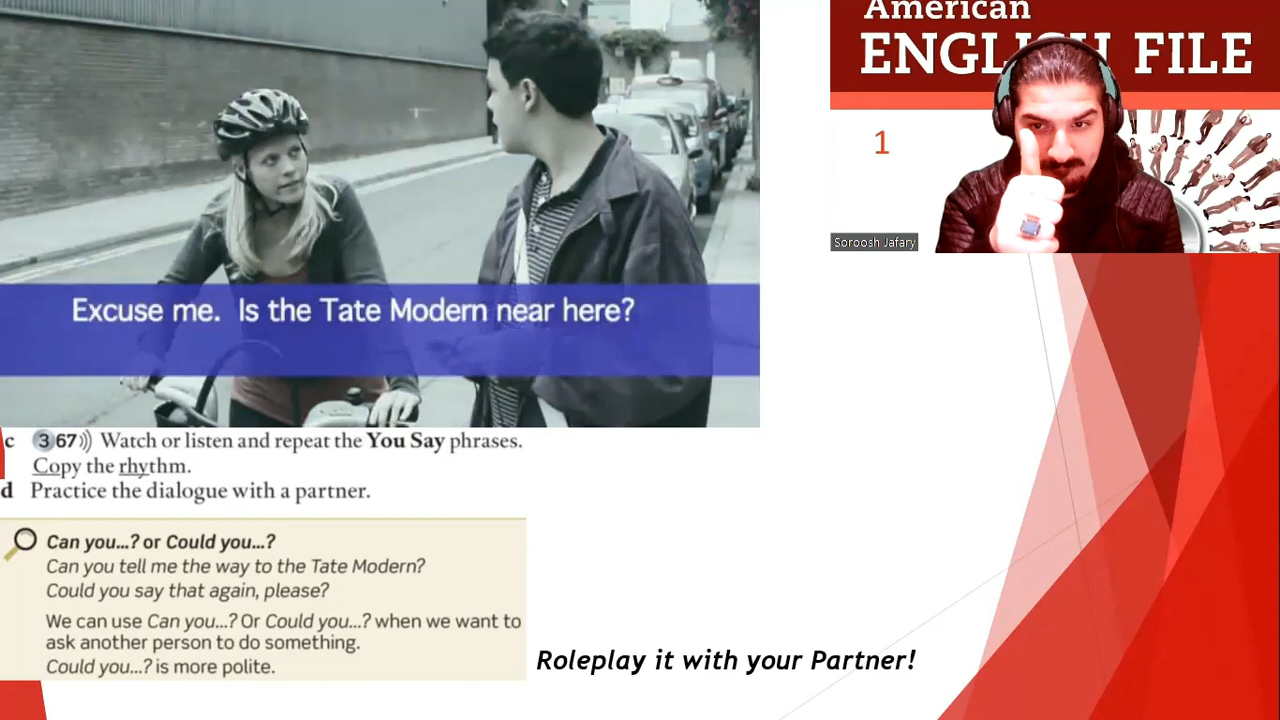 American
ENGLISH FILE
1
Soroosh Jafary
Excuse me. Is the Tate Modern near here?
c 3 67 Watch or listen and repeat the You Say phrases.
Copy the rhythm.
d Practice the dialogue with a partner.
Can you...? or Could you...?
Can you tell me the way to the Tate Modern?
Could you say that again, please?
We can use Can you...? Or Could you...? when we want to
ask another person to do something.
Could you...? is more polite.
Roleplay it with your Partner!